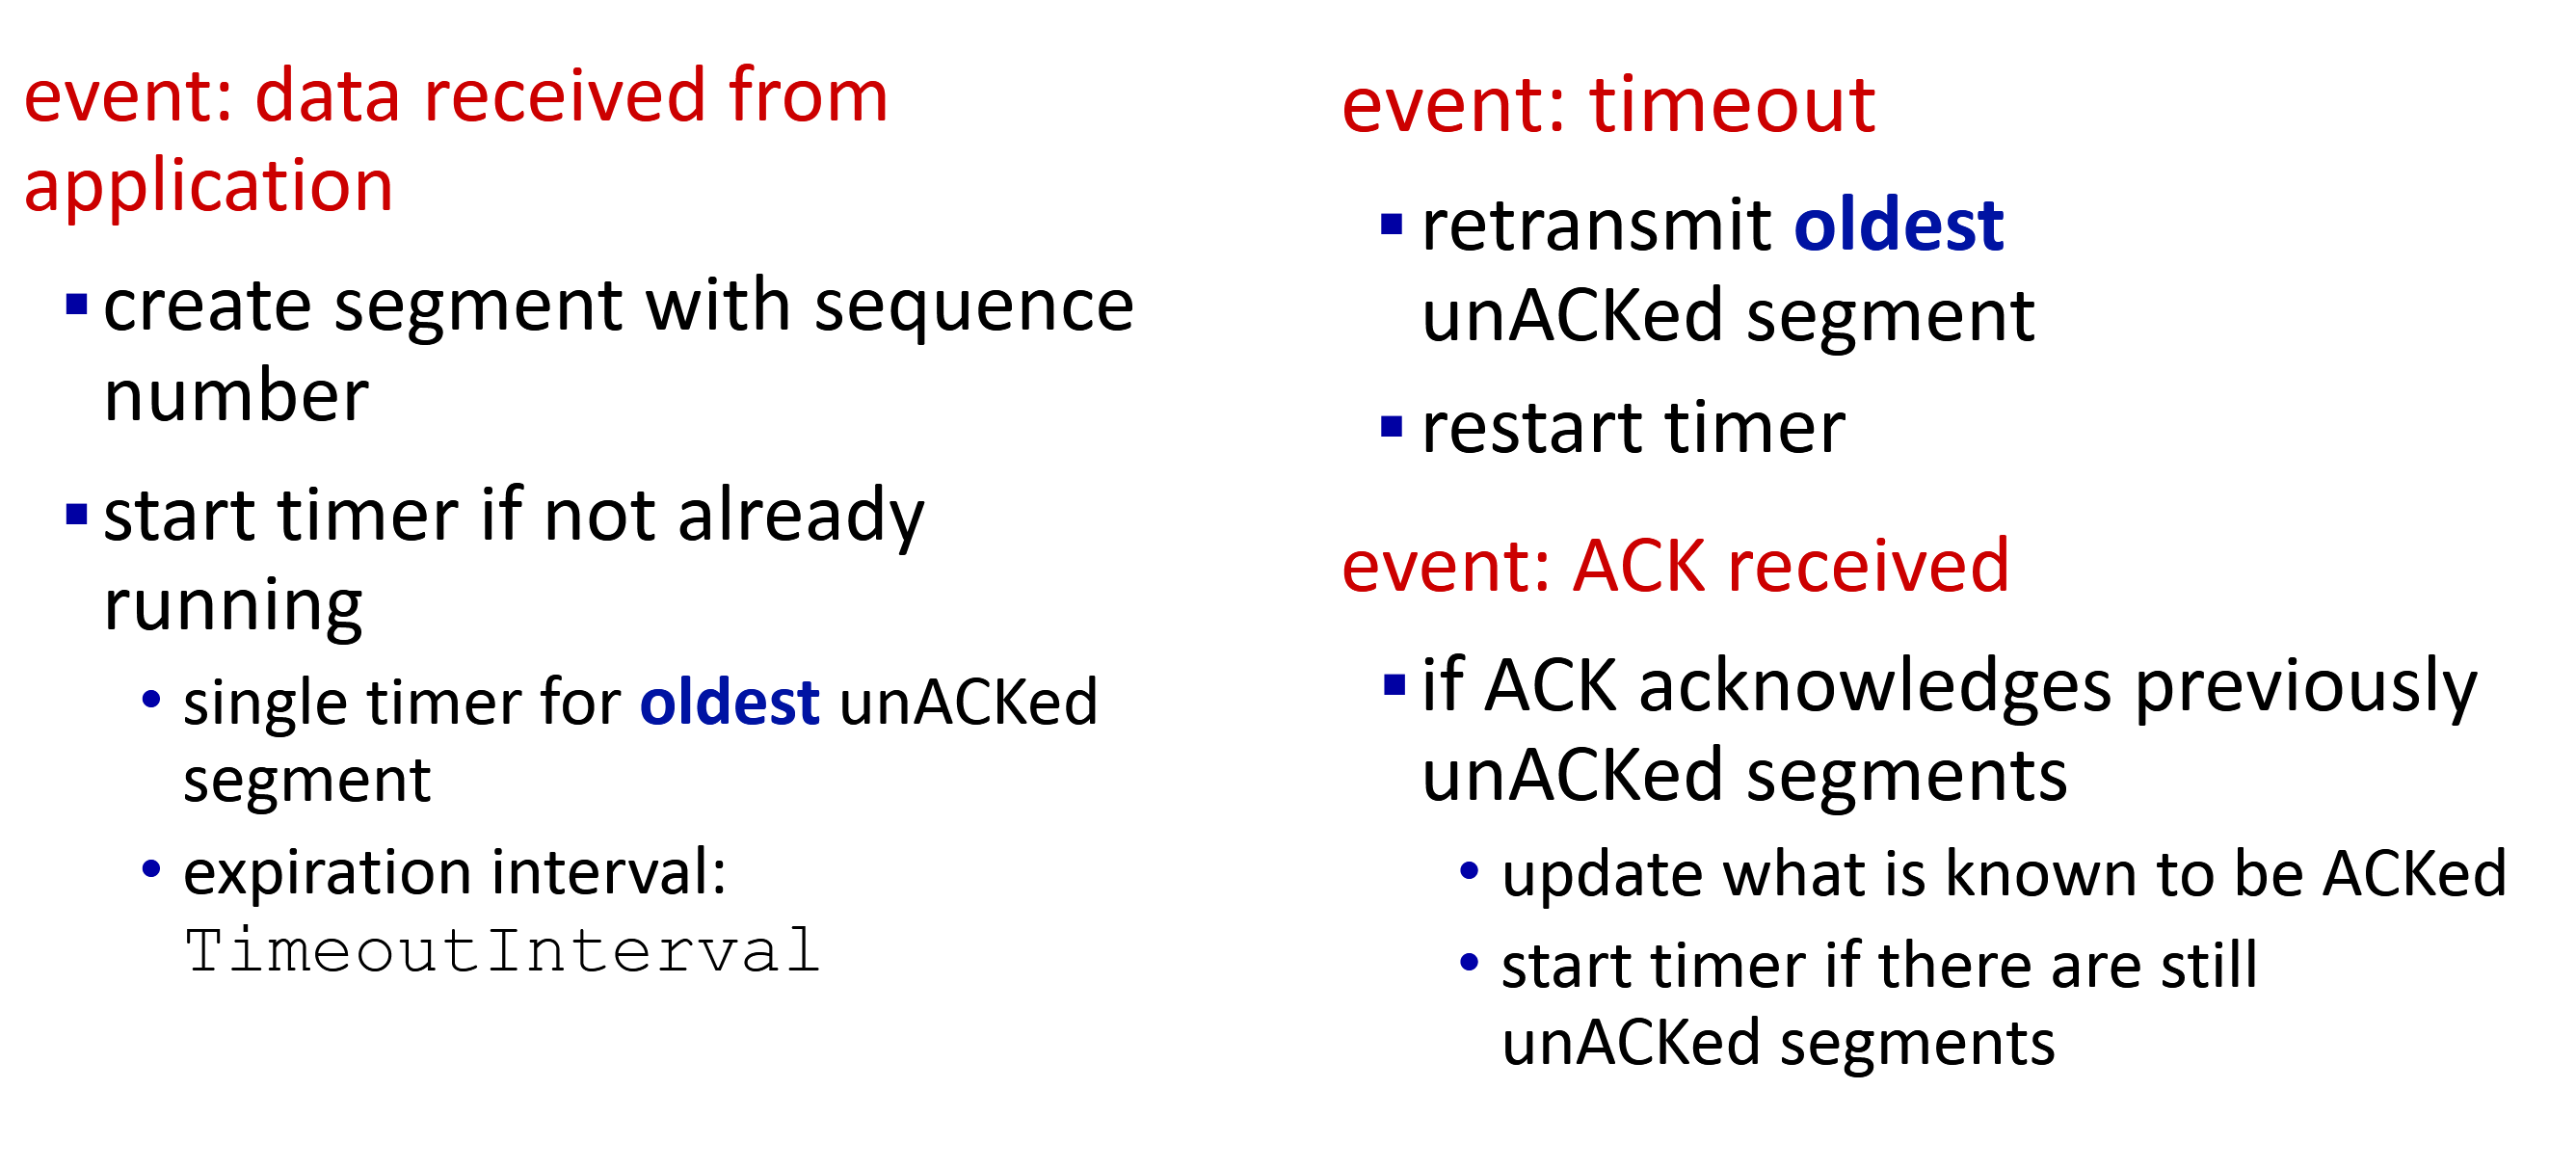 event: data received from
application
▪ create segment with sequence
number
▪ start timer if not already
running
• single timer for oldest unACKed
segment
• expiration interval:
TimeoutInterval
event: timeout
▪ retransmit oldest
unACKed segment
▪ restart timer
event: ACK received
▪ if ACK acknowledges previously
unACKed segments
• update what is known to be ACKed
• start timer if there are still
unACKed segments